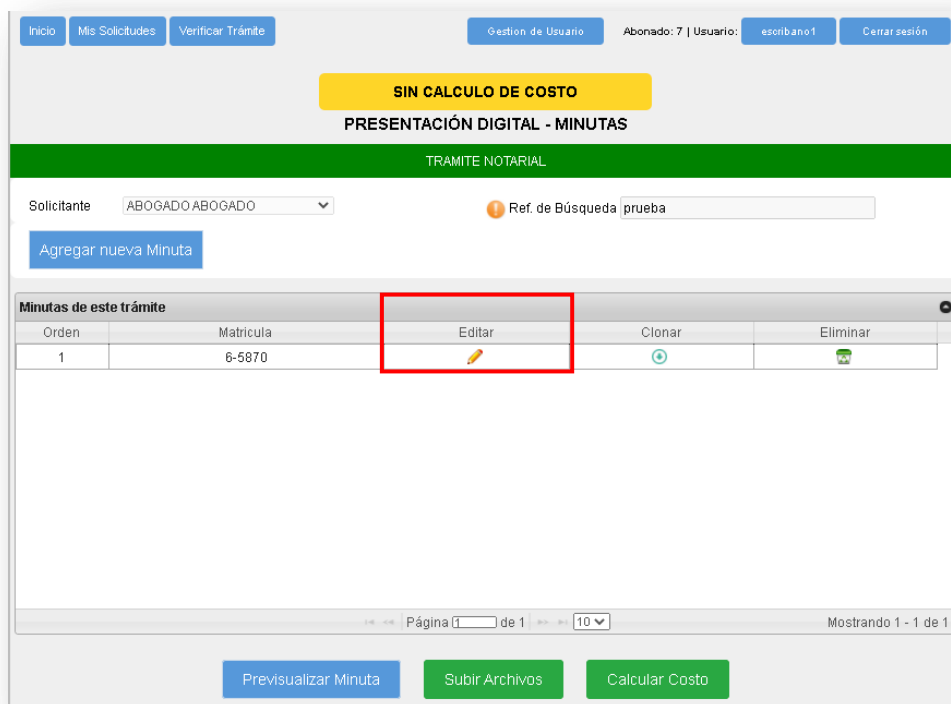 Inicio Mis Solicitudes Verificar Trámite Gestion de Usuario Abonado: 7 | Usuario: escribano1 Cerrar sesión
SIN CALCULO DE COSTO
PRESENTACIÓN DIGITAL - MINUTAS
TRAMITE NOTARIAL
Solicitante ABOGADO ABOGADO Ref. de Búsqueda prueba
Agregar nueva Minuta
Minutas de este trámite
Orden Matricula Editar Clonar Eliminar
1 6-5870
Página 1 de 1 10 Mostrando 1 - 1 de 1
Previsualizar Minuta Subir Archivos Calcular Costo